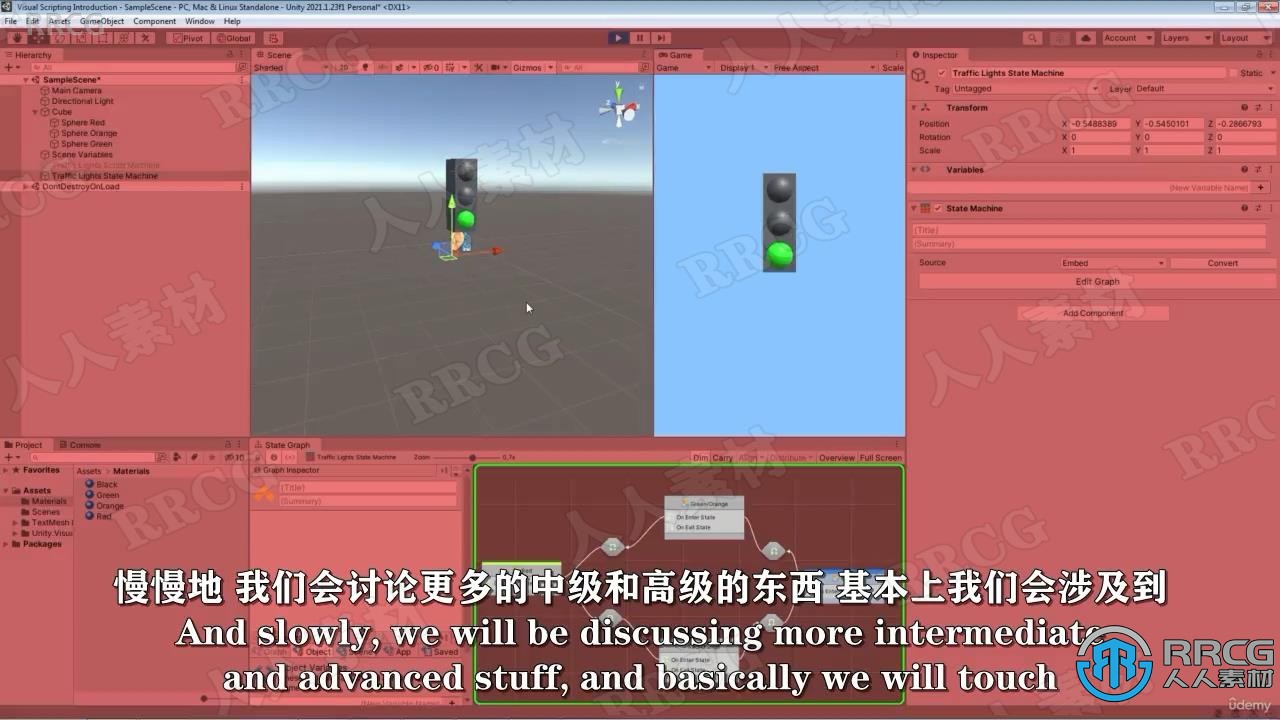 Visual Scripting Introduction - SampleScene - PC, Mac & Linux Standalone - Unity 2021.1.23f1 Personal* <DX11>
File Edit Assets GameObject Component Window Help
Pivot Global Account Layers Layout
Hierarchy
All
SampleScene*
Main Camera
Directional Light
Cube
Sphere Red
Sphere Orange
Sphere Green
Scene Variables
Traffic Lights Script Machine
Traffic Lights State Machine
DontDestroyOnLoad
Scene
Shaded 2D Gizmos All
Game
Game Display 1 Free Aspect Scale
Inspector
Traffic Lights State Machine Static
Tag Untagged Layer Default
Transform
Position X -0.5488389 Y -0.5450101 Z -0.2866793
Rotation X 0 Y 0 Z 0
Scale X 1 Y 1 Z 1
Variables
(New Variable Name)
State Machine
(Title)
(Summary)
Source Embed Convert
Edit Graph
Add Component
Project Console
Favorites
Assets
Materials
Scenes
TextMesh
Unity.Visu
Packages
Assets Materials
Black
Green
Orange
Red
State Graph
Traffic Lights State Machine Zoom 0,7x Dim Carry Align Distribute Overview Full Screen
Graph Inspector
(Title)
(Summary)
Green/Orange
On Enter State
On Exit State
Graph Object Scene App Saved
Object Variables
(New Variable Name)
On Enter State
慢慢地 我们会讨论更多的中级和高级的东西 基本上我们会涉及到
And slowly, we will be discussing more intermediate
and advanced stuff, and basically we will touch
RRCG
人人素材
ûdemy